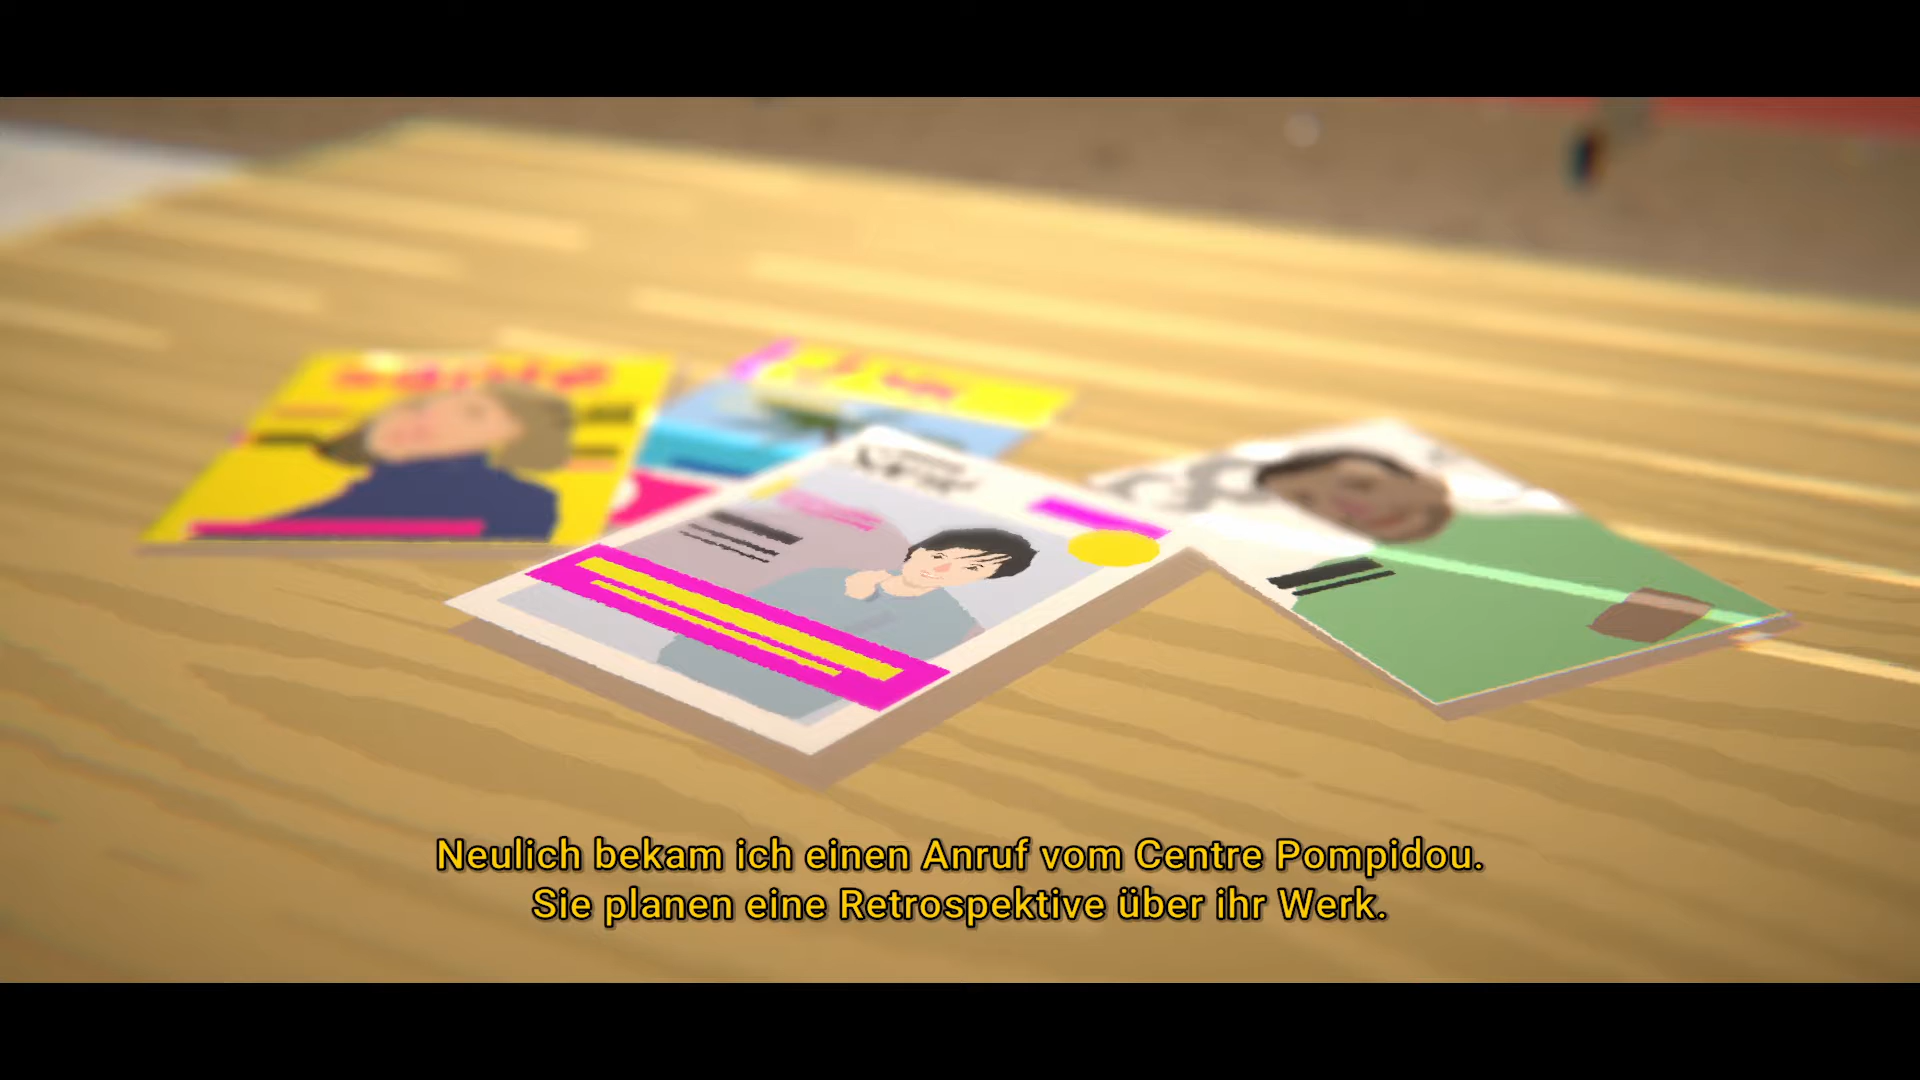 Neulich bekam ich einen Anruf vom Centre Pompidou.
Sie planen eine Retrospektive über ihr Werk.